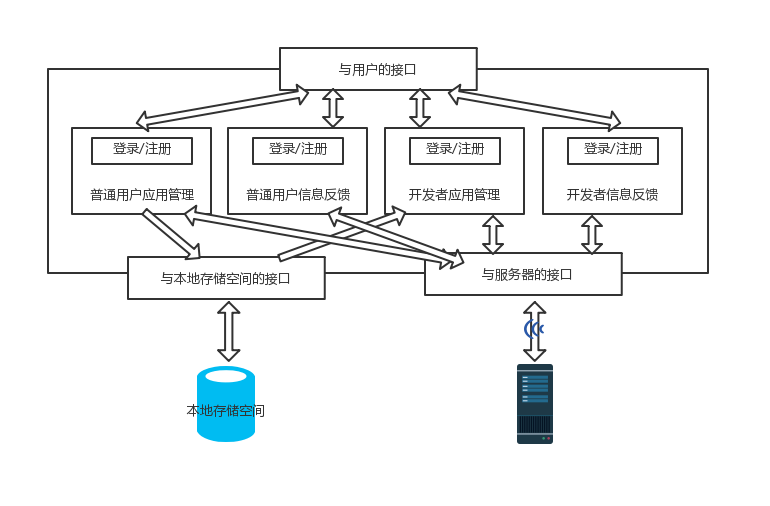 与用户的接口
登录/注册
登录/注册
登录/注册
登录/注册
普通用户应用管理
普通用户信息反馈
开发者应用管理
开发者信息反馈
与本地存储空间的接口
与服务器的接口
本地存储空间